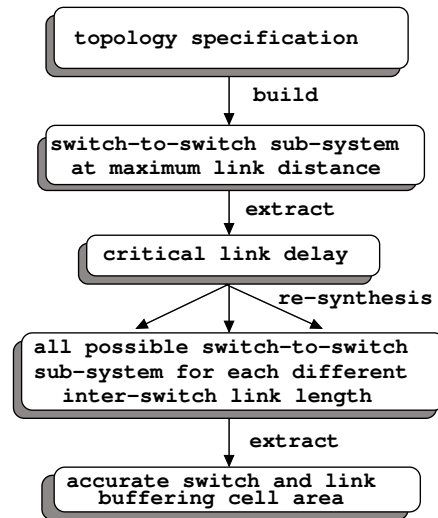 topology specification
build
switch-to-switch sub-system
at maximum link distance
extract
critical link delay
re-synthesis
all possible switch-to-switch
sub-system for each different
inter-switch link length
extract
accurate switch and link
buffering cell area